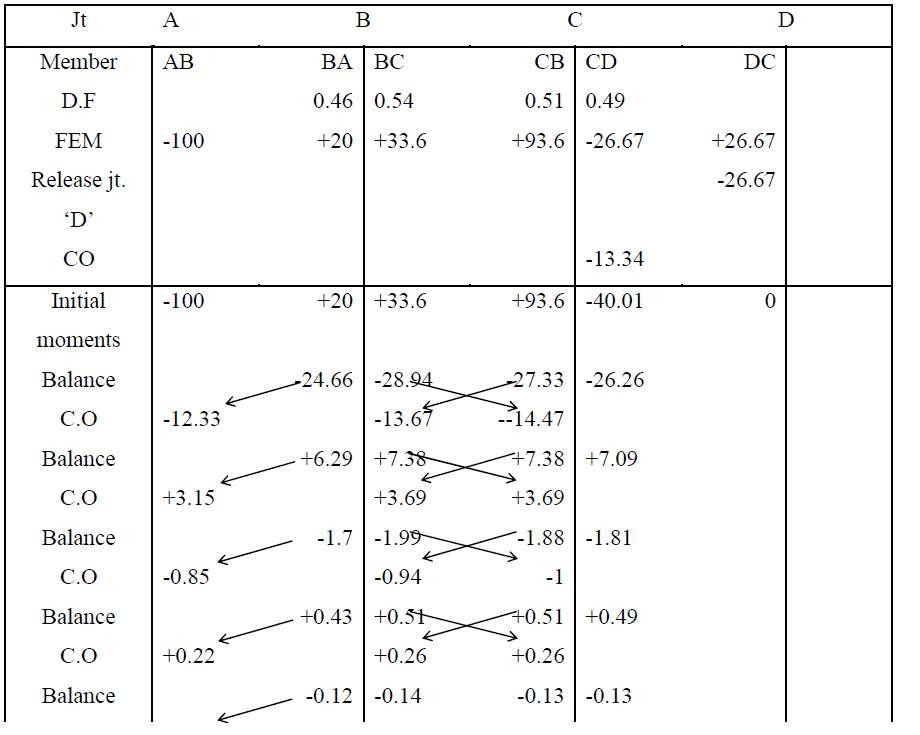 Jt A B C D
Member AB BA BC CB CD DC
D.F 0.46 0.54 0.51 0.49
FEM -100 +20 +33.6 +93.6 -26.67 +26.67
Release jt. -26.67
‘D’
CO -13.34
Initial -100 +20 +33.6 +93.6 -40.01 0
moments
Balance -24.66 -28.94 -27.33 -26.26
C.O -12.33 -13.67 --14.47
Balance +6.29 +7.38 +7.38 +7.09
C.O +3.15 +3.69 +3.69
Balance -1.7 -1.99 -1.88 -1.81
C.O -0.85 -0.94 -1
Balance +0.43 +0.51 +0.51 +0.49
C.O +0.22 +0.26 +0.26
Balance -0.12 -0.14 -0.13 -0.13